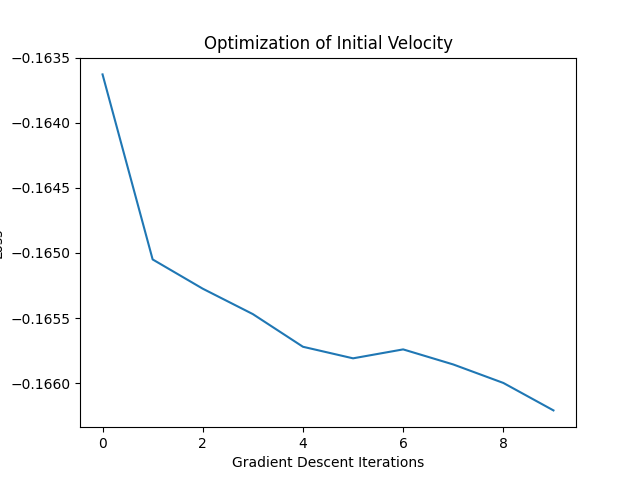 Optimization of Initial Velocity
−0.1635
−0.1640
−0.1645
−0.1650
−0.1655
−0.1660
Loss
0 2 4 6 8
Gradient Descent Iterations